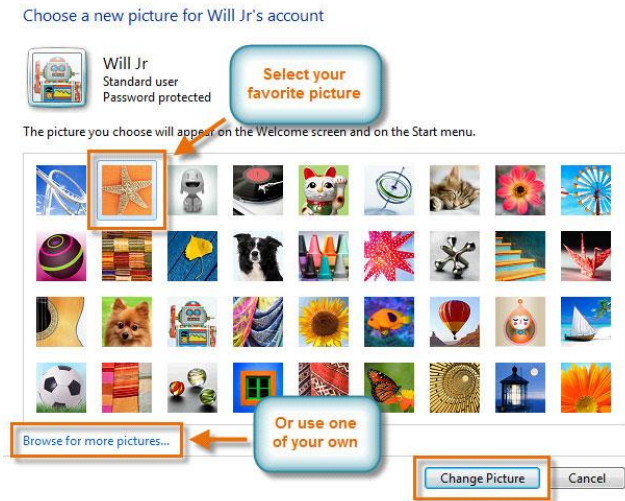 Choose a new picture for Will Jr's account
Will Jr
Standard user
Password protected
Select your
favorite picture
The picture you choose will appear on the Welcome screen and on the Start menu.
Or use one
of your own
Browse for more pictures...
Change Picture
Cancel